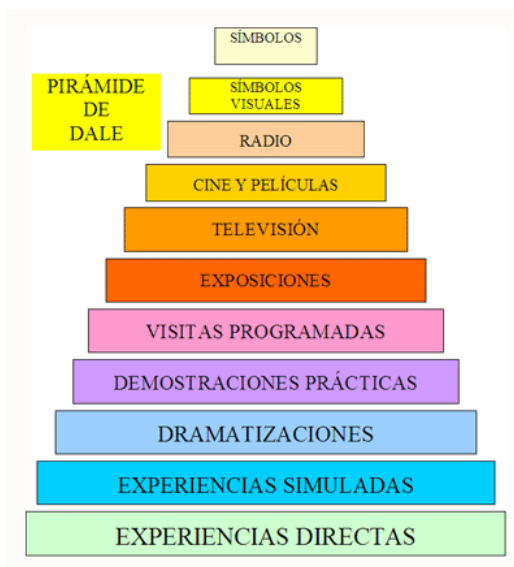 SÍMBOLOS
PIRÁMIDE
DE
DALE
SÍMBOLOS
VISUALES
RADIO
CINE Y PELÍCULAS
TELEVISIÓN
EXPOSICIONES
VISITAS PROGRAMADAS
DEMOSTRACIONES PRÁCTICAS
DRAMATIZACIONES
EXPERIENCIAS SIMULADAS
EXPERIENCIAS DIRECTAS